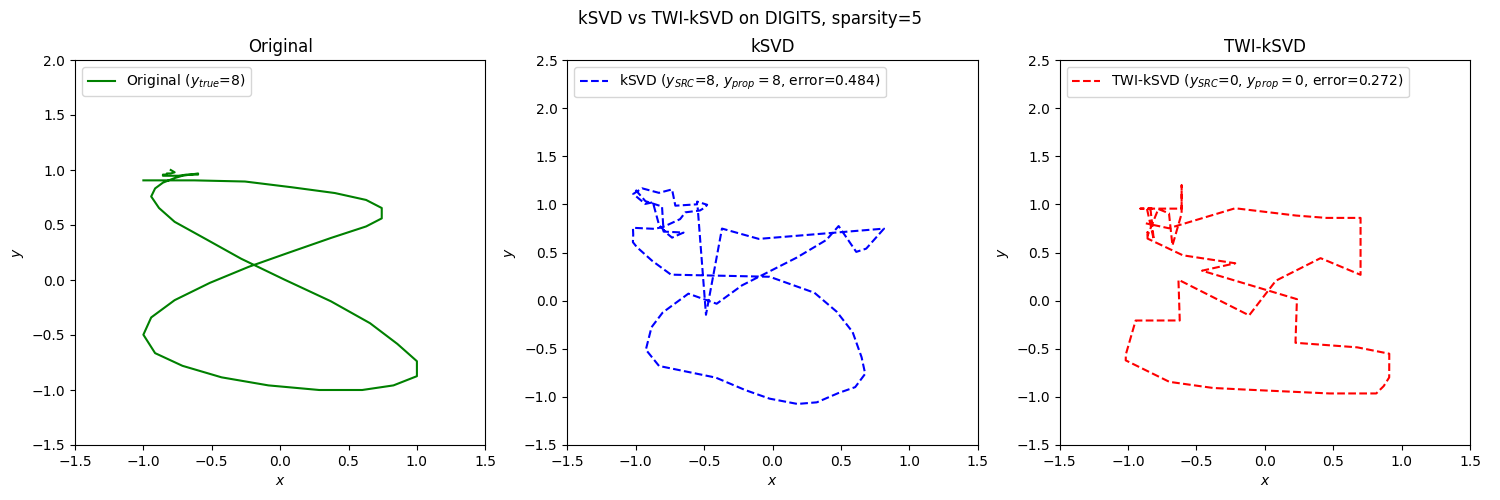 kSVD vs TWI-kSVD on DIGITS, sparsity=5
Original
kSVD
TWI-kSVD
Original (y_true=8)
kSVD (y_SRC=8, y_prop = 8, error=0.484)
TWI-kSVD (y_SRC=0, y_prop = 0, error=0.272)
2.0
1.5
1.0
0.5
0.0
−0.5
−1.0
−1.5
y
−1.5 −1.0 −0.5 0.0 0.5 1.0 1.5
x
2.5
2.0
1.5
1.0
0.5
0.0
−0.5
−1.0
−1.5
y
−1.5 −1.0 −0.5 0.0 0.5 1.0 1.5
x
2.5
2.0
1.5
1.0
0.5
0.0
−0.5
−1.0
−1.5
y
−1.5 −1.0 −0.5 0.0 0.5 1.0 1.5
x